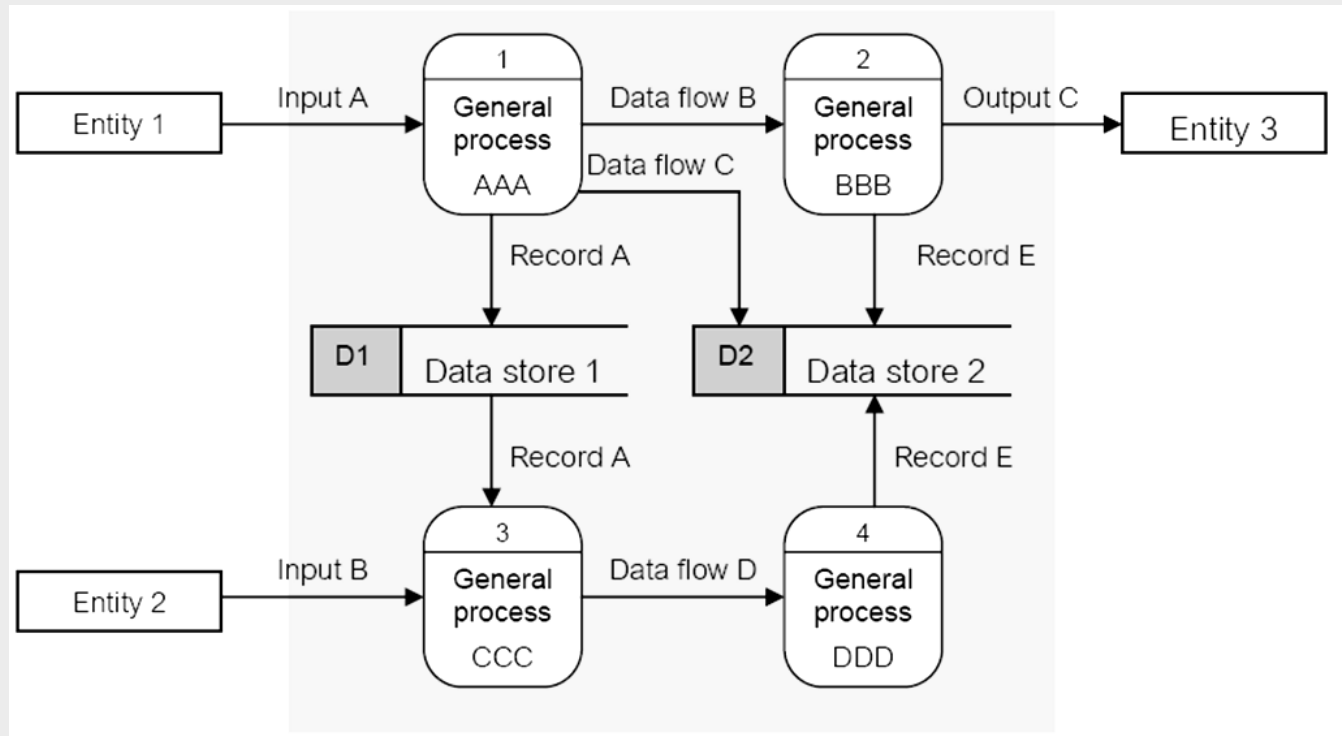 1
2
Input A
Data flow B
Output C
Entity 1
General
process
AAA
General
process
BBB
Entity 3
Data flow C
Record A
Record E
D1
Data store 1
D2
Data store 2
Record A
Record E
3
4
Input B
Data flow D
Entity 2
General
process
CCC
General
process
DDD